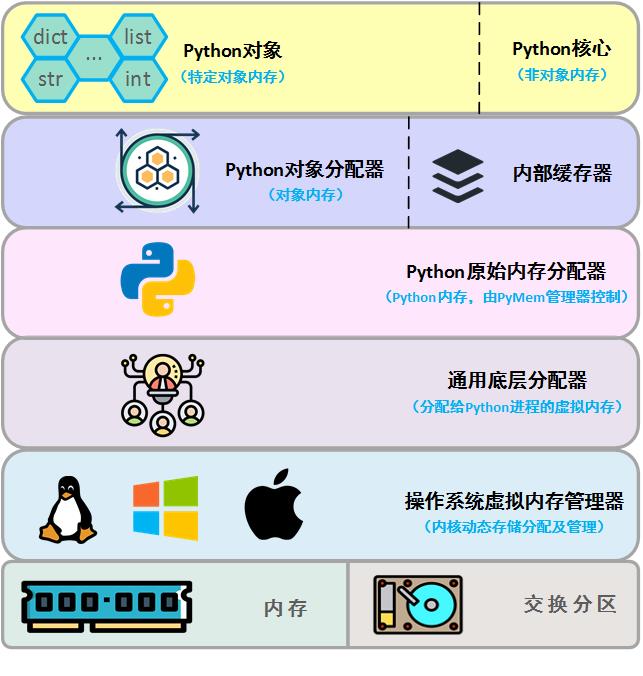 dict
list
...
str
int
Python对象
（特定对象内存）
Python核心
（非对象内存）
Python对象分配器
（对象内存）
内部缓存器
Python原始内存分配器
（Python内存，由PyMem管理器控制）
通用底层分配器
（分配给Python进程的虚拟内存）
操作系统虚拟内存管理器
（内核动态存储分配及管理）
内存
交换分区